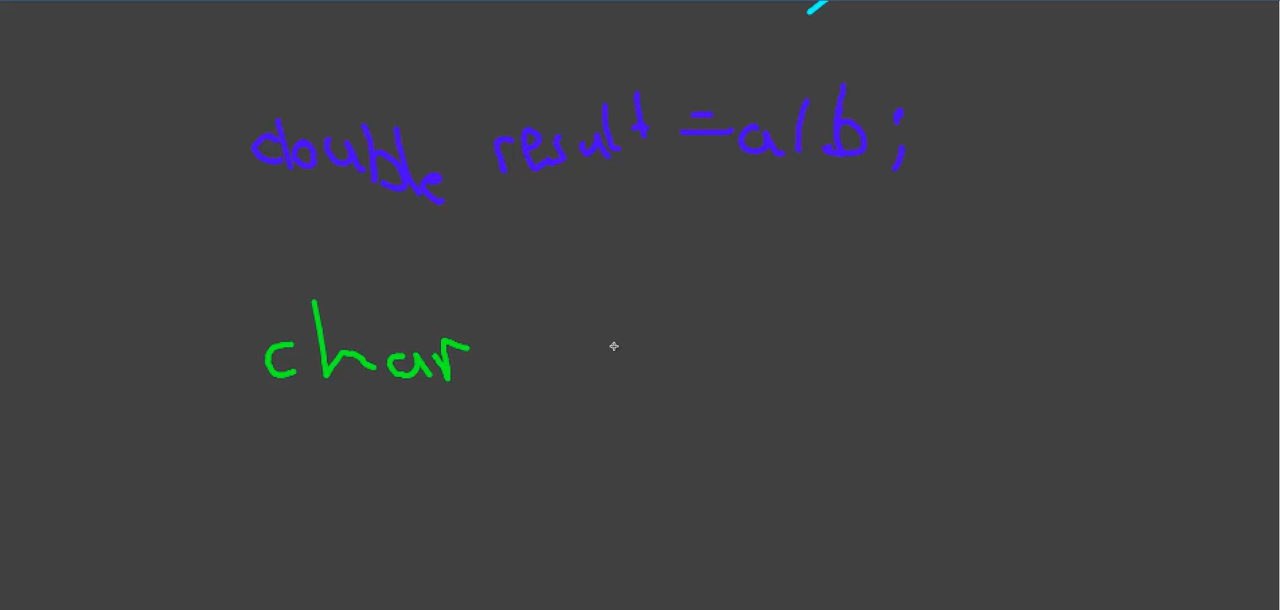 double result = a/b;
char